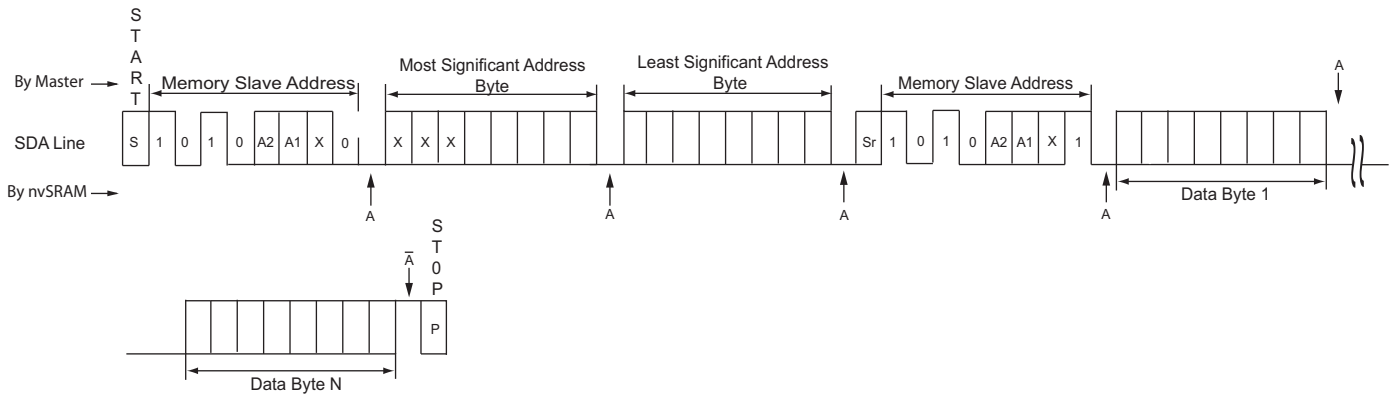 START
By Master
Memory Slave Address
Most Significant Address
Byte
Least Significant Address
Byte
Memory Slave Address
A
SDA Line
S 1 0 1 0 A2 A1 X 0 X X X Sr 1 0 1 0 A2 A1 X 1
By nvSRAM
A
A
A
A
Data Byte 1
A̅
ST0P
P
Data Byte N